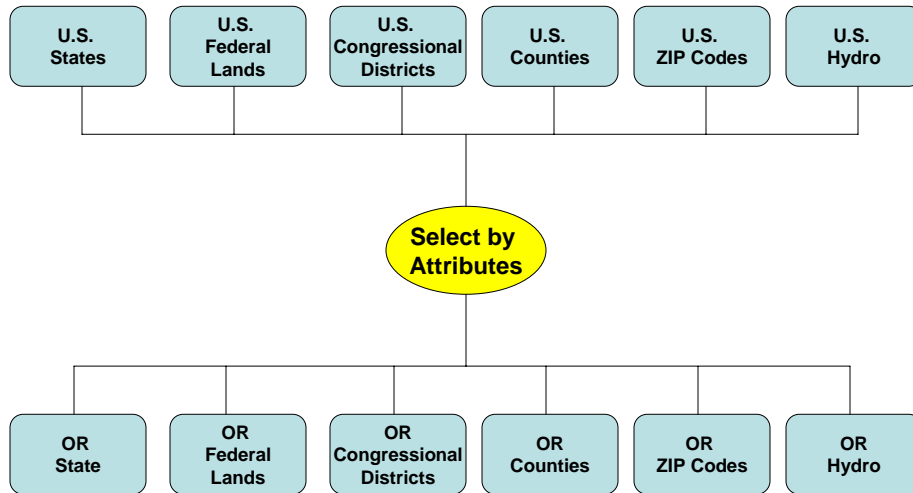 U.S.
States
U.S.
Federal
Lands
U.S.
Congressional
Districts
U.S.
Counties
U.S.
ZIP Codes
U.S.
Hydro
Select by
Attributes
OR
State
OR
Federal
Lands
OR
Congressional
Districts
OR
Counties
OR
ZIP Codes
OR
Hydro